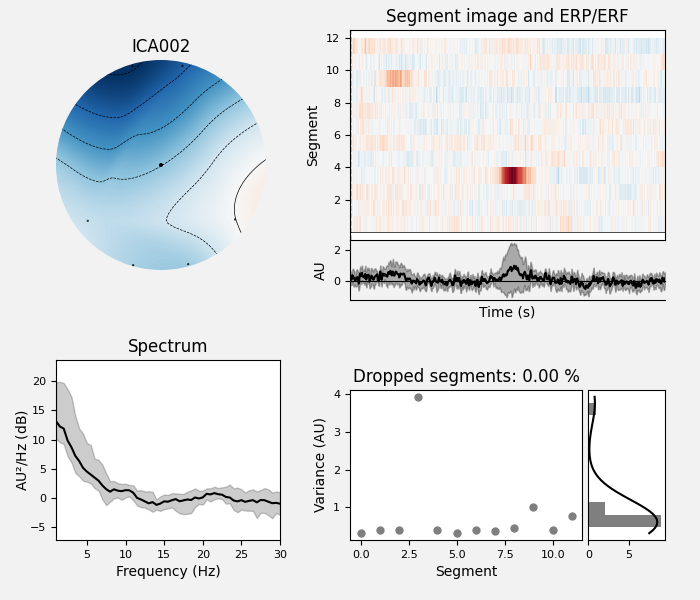 ICA002
Segment image and ERP/ERF
12
10
8
6
4
2
Segment
2
0
AU
Time (s)
Spectrum
20
15
10
5
0
−5
AU²/Hz (dB)
5 10 15 20 25 30
Frequency (Hz)
Dropped segments: 0.00 %
4
3
2
1
Variance (AU)
0.0 2.5 5.0 7.5 10.0
Segment
0 5